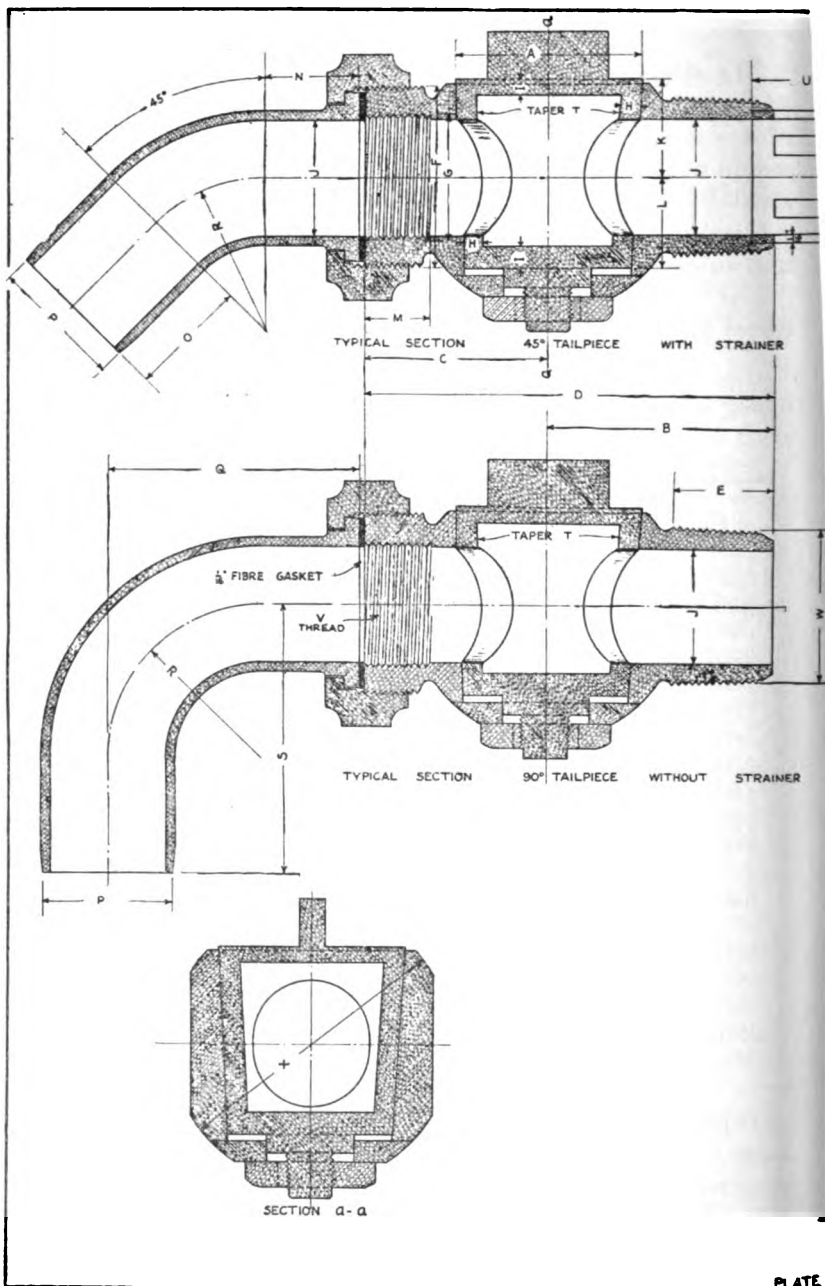 A
N
45°
U
I
TAPER T
H
K
F
G
J
J
L
R
H
I
P
O
M
TYPICAL SECTION 45° TAILPIECE WITH STRAINER
C
a
a
D
B
Q
E
TAPER T
1/16" FIBRE GASKET
V
THREAD
J
W
R
S
TYPICAL SECTION 90° TAILPIECE WITHOUT STRAINER
P
SECTION a-a
PLATE